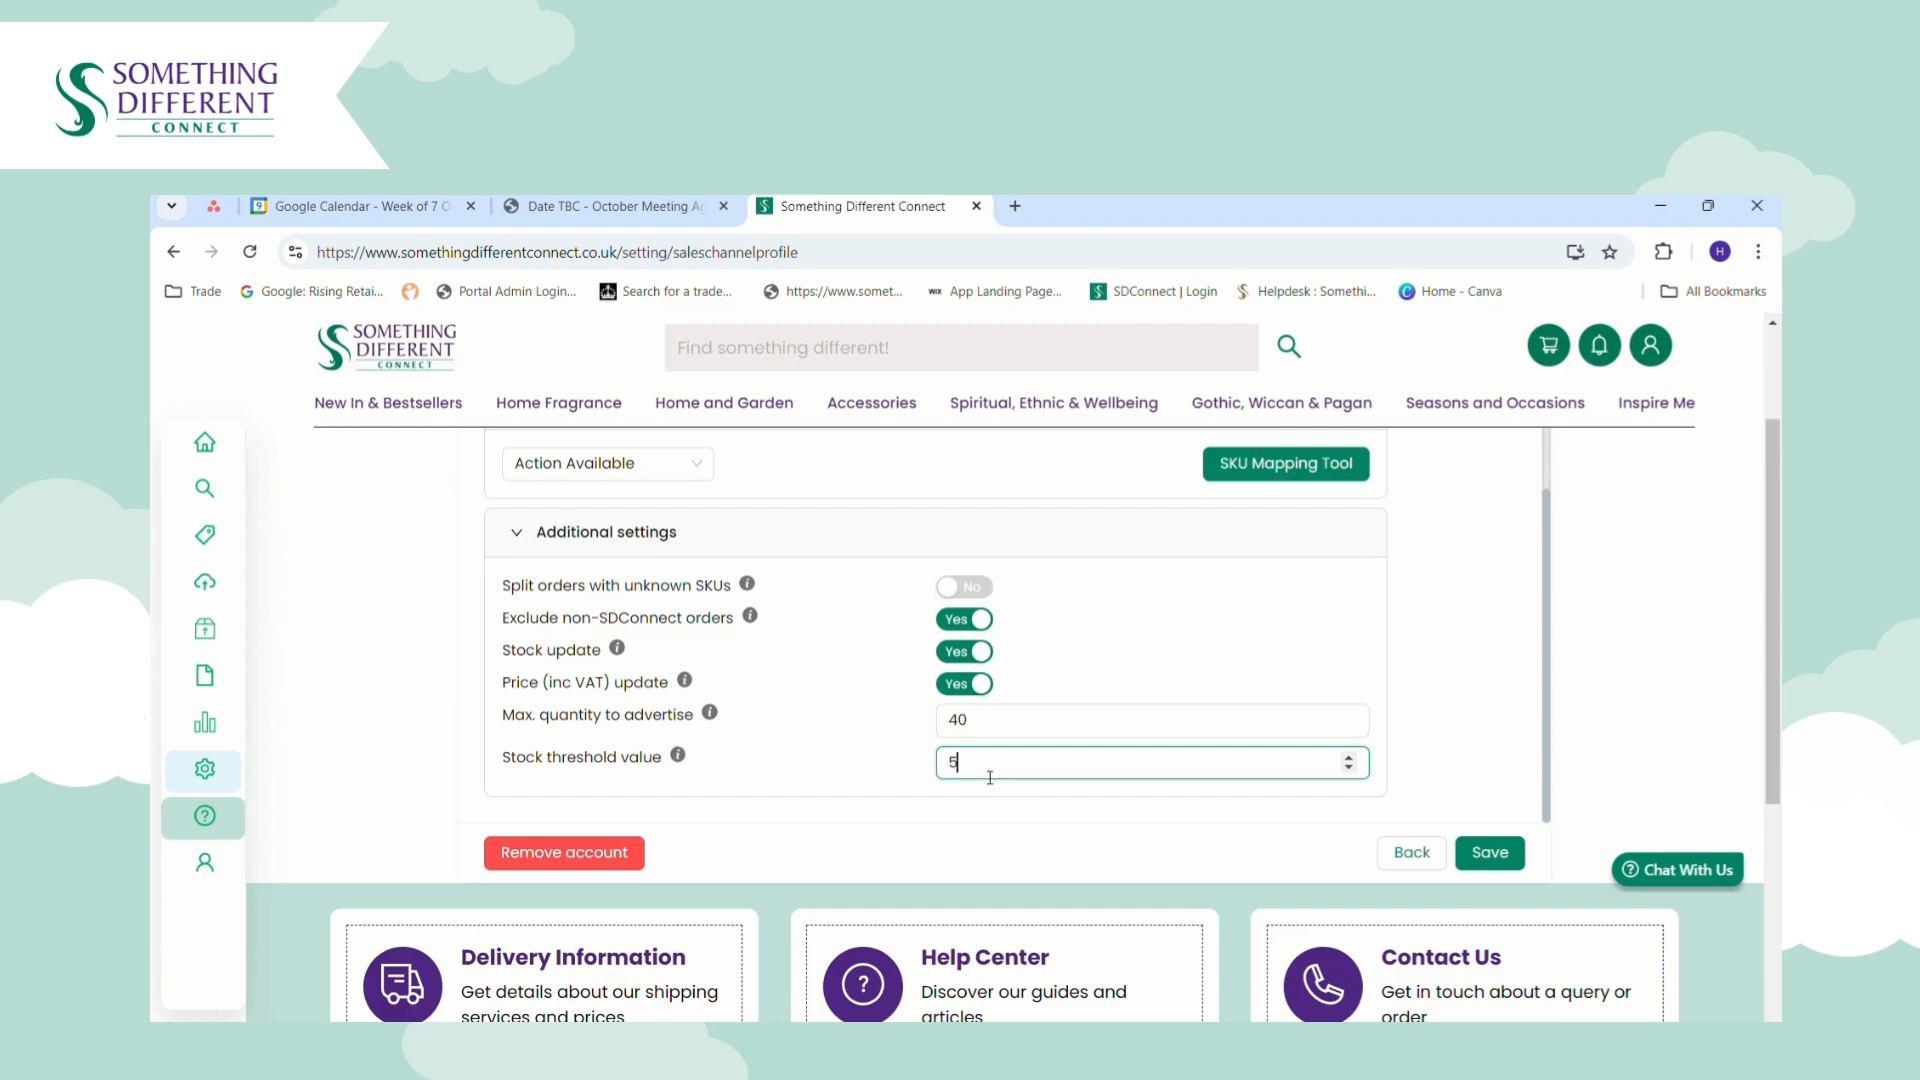 SOMETHING
DIFFERENT
CONNECT
Google Calendar - Week of 7 O
Date TBC - October Meeting Ag
Something Different Connect
https://www.somethingdifferentconnect.co.uk/setting/saleschannelprofile
H
Trade
Google: Rising Retai...
Portal Admin Login...
Search for a trade...
https://www.somet...
WIX App Landing Page...
SDConnect | Login
Helpdesk : Somethi...
Home - Canva
All Bookmarks
SOMETHING
DIFFERENT
CONNECT
Find something different!
New In & Bestsellers
Home Fragrance
Home and Garden
Accessories
Spiritual, Ethnic & Wellbeing
Gothic, Wiccan & Pagan
Seasons and Occasions
Inspire Me
Action Available
SKU Mapping Tool
Additional settings
Split orders with unknown SKUs
No
Exclude non-SDConnect orders
Yes
Stock update
Yes
Price (inc VAT) update
Yes
Max. quantity to advertise
40
Stock threshold value
5
Remove account
Back
Save
Chat With Us
Delivery Information
Get details about our shipping
services and prices
Help Center
Discover our guides and
articles
Contact Us
Get in touch about a query or
order